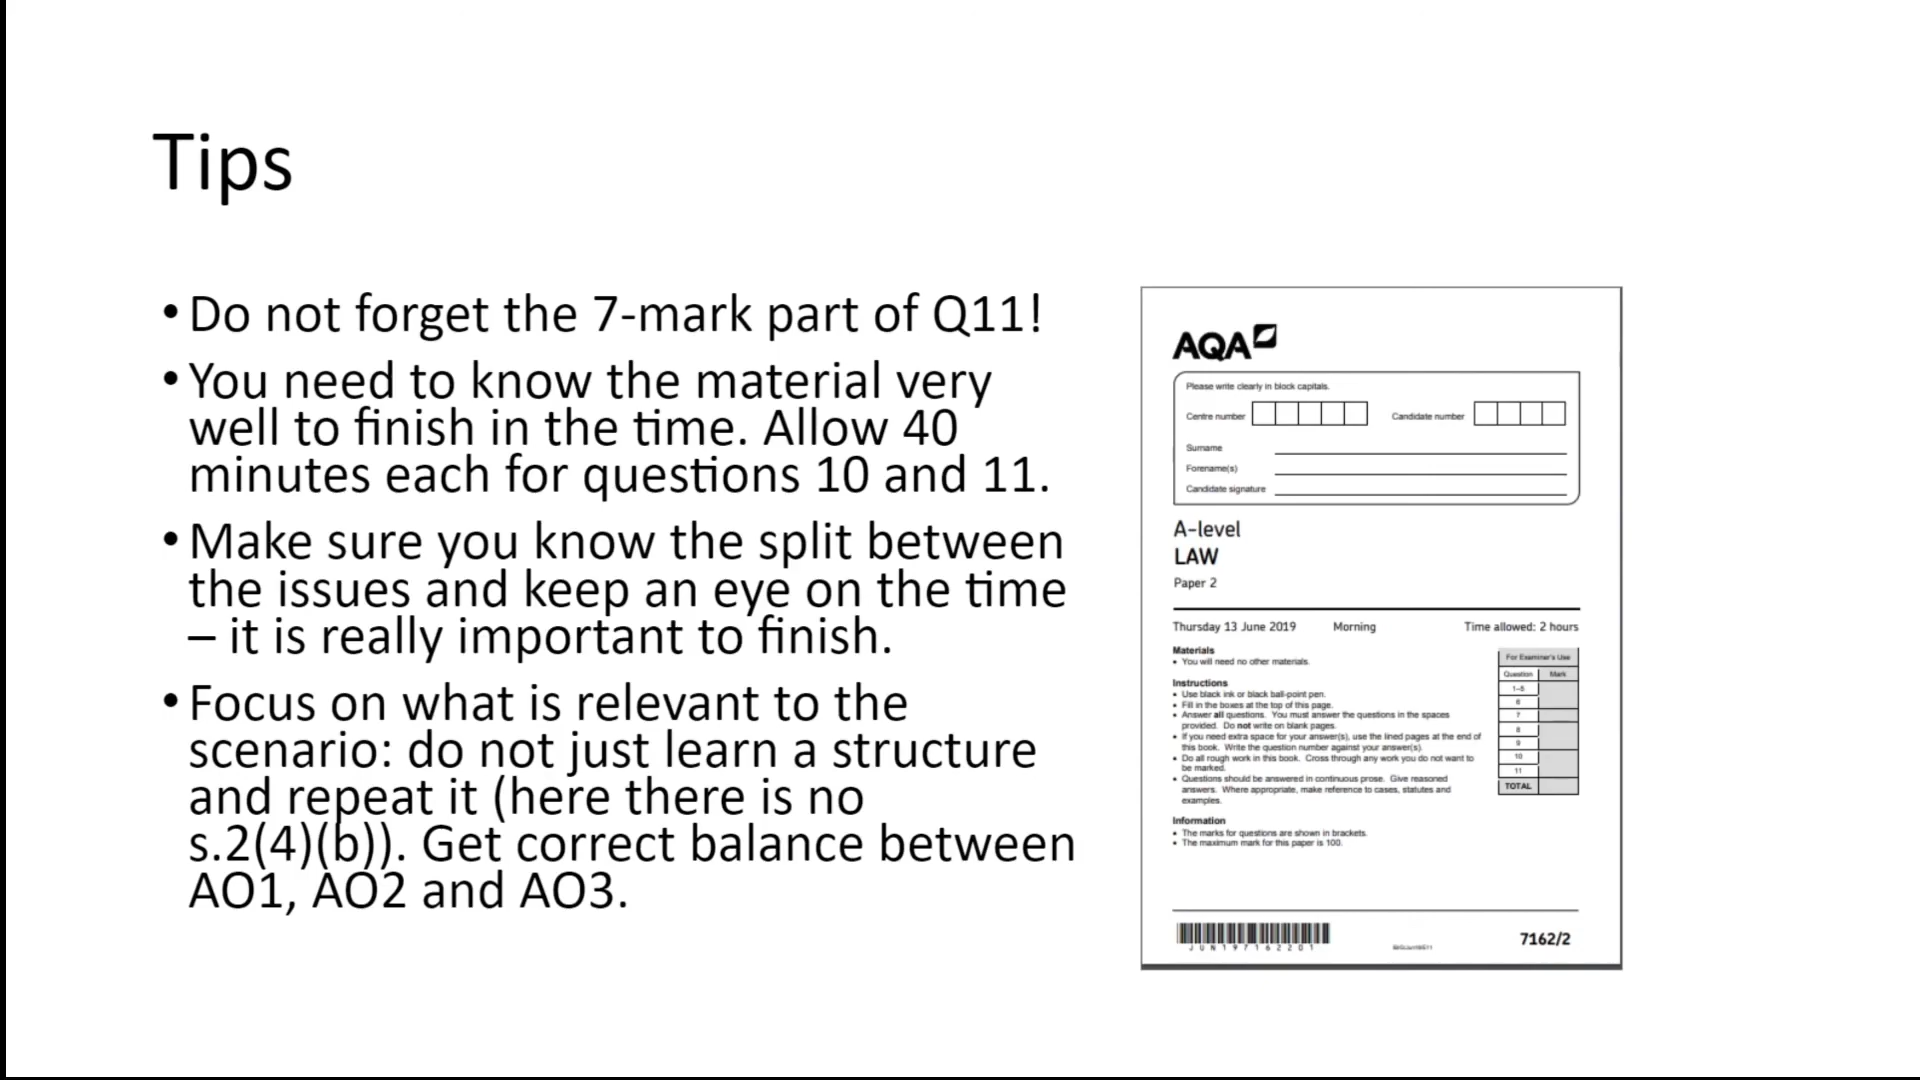 Tips
• Do not forget the 7-mark part of Q11!
• You need to know the material very
well to finish in the time. Allow 40
minutes each for questions 10 and 11.
• Make sure you know the split between
the issues and keep an eye on the time
– it is really important to finish.
• Focus on what is relevant to the
scenario: do not just learn a structure
and repeat it (here there is no
s.2(4)(b)). Get correct balance between
AO1, AO2 and AO3.
AQA
Please write clearly in block capitals.
Centre number
Candidate number
Surname
Forename(s)
Candidate signature
A-level
LAW
Paper 2
Thursday 13 June 2019 Morning Time allowed: 2 hours
Materials
• You will need no other materials.
Instructions
• Use black ink or black ball-point pen.
• Fill in the boxes at the top of this page.
• Answer all questions. You must answer the questions in the spaces
provided. Do not write on blank pages.
• If you need extra space for your answer(s), use the lined pages at the end of
this book. Write the question number against your answer(s).
• Do all rough work in this book. Cross through any work you do not want to
be marked.
• Questions should be answered in continuous prose. Give reasoned
answers. Where appropriate, make reference to cases, statutes and
examples.
Information
• The marks for questions are shown in brackets.
• The maximum mark for this paper is 100.
For Examiner's Use
Question Mark
1–5
6
7
8
9
10
11
TOTAL
JUN197162201
7162/2